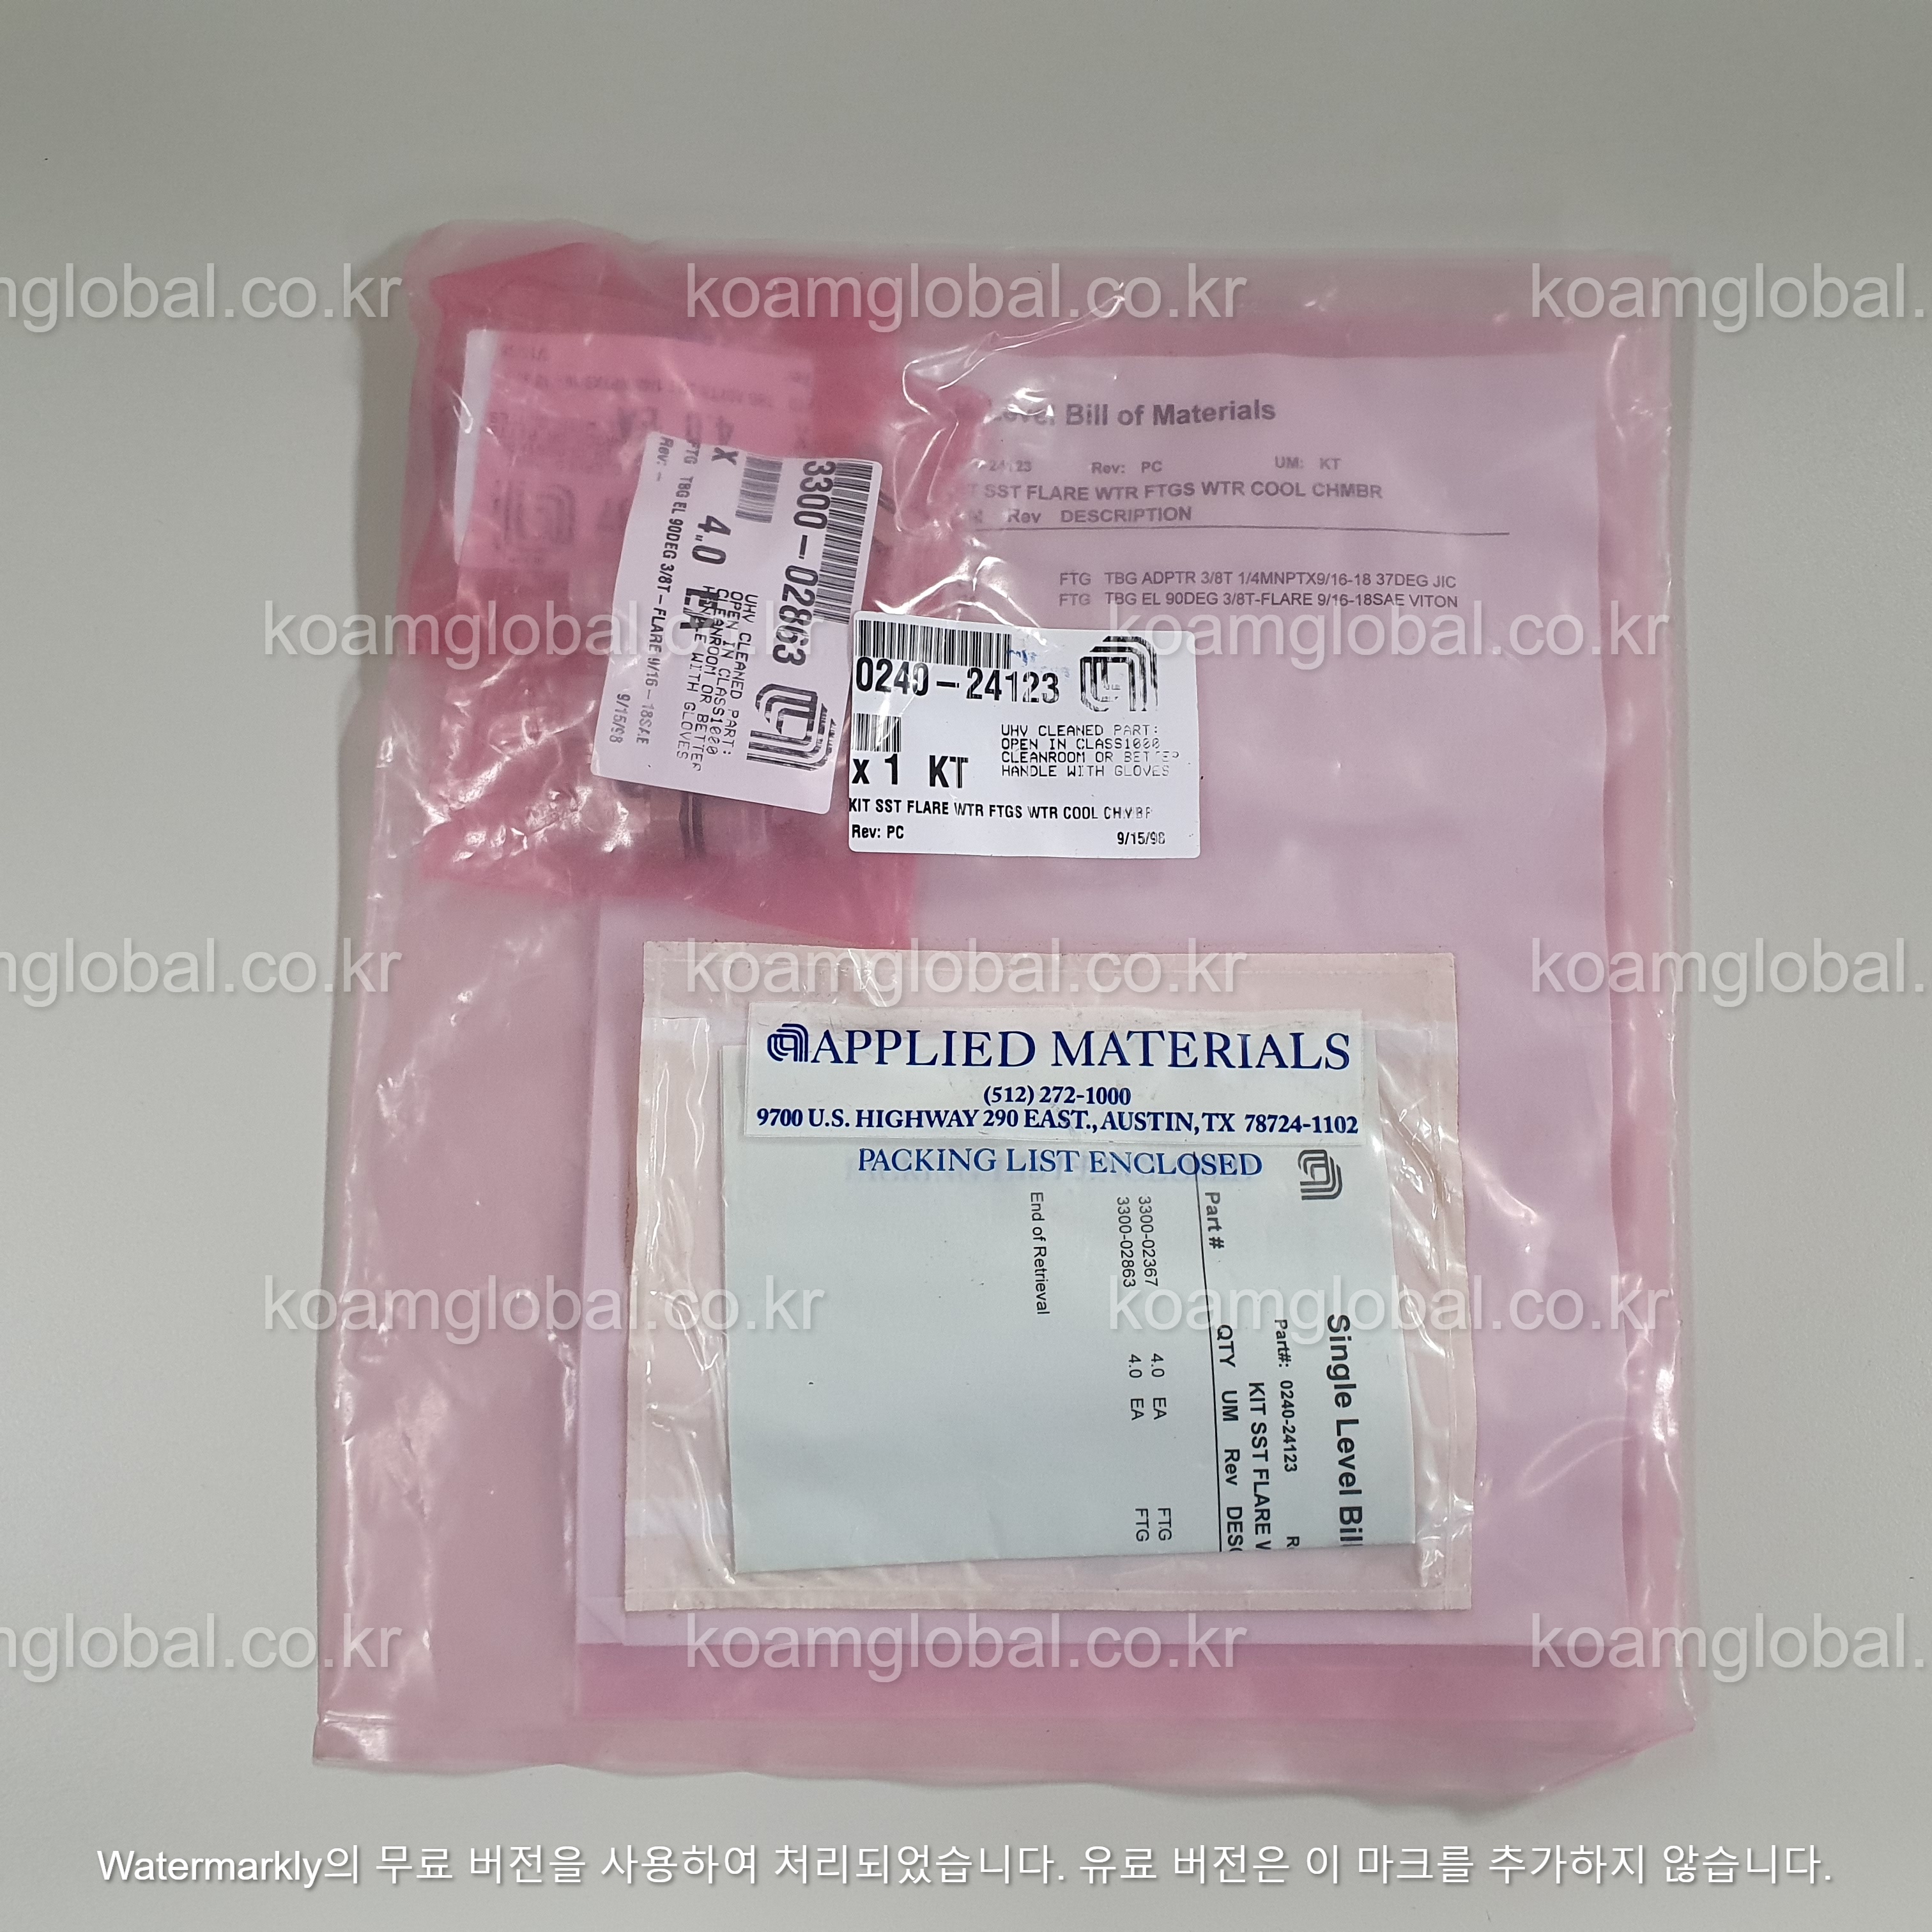 koamglobal.co.kr
Level Bill of Materials
24123 Rev: PC UM: KT
SST FLARE WTR FTGS WTR COOL CHMBR
Rev DESCRIPTION
FTG TBG ADPTR 3/8T 1/4MNPTX9/16-18 37DEG JIC
FTG TBG EL 90DEG 3/8T-FLARE 9/16-18SAE VITON
3300-02863
X 4.0 EA
UHV CLEANED PART:
OPEN IN CLASS1000
CLEANROOM OR BETTER
HANDLE WITH GLOVES
FTG TBG EL 90DEG 3/8T-FLARE 9/16-18SAE
Rev: - 9/15/98
0240-24123
x 1 KT
UHV CLEANED PART:
OPEN IN CLASS1000
CLEANROOM OR BETTER
HANDLE WITH GLOVES
KIT SST FLARE WTR FTGS WTR COOL CHMBR
Rev: PC 9/15/98
APPLIED MATERIALS
(512) 272-1000
9700 U.S. HIGHWAY 290 EAST., AUSTIN, TX 78724-1102
PACKING LIST ENCLOSED
Single Level Bil
Part#: 0240-24123 R
KIT SST FLARE W
Part # QTY UM Rev DESC
3300-02367 4.0 EA FTG
3300-02863 4.0 EA FTG
End of Retrieval
Watermarkly의 무료 버전을 사용하여 처리되었습니다. 유료 버전은 이 마크를 추가하지 않습니다.